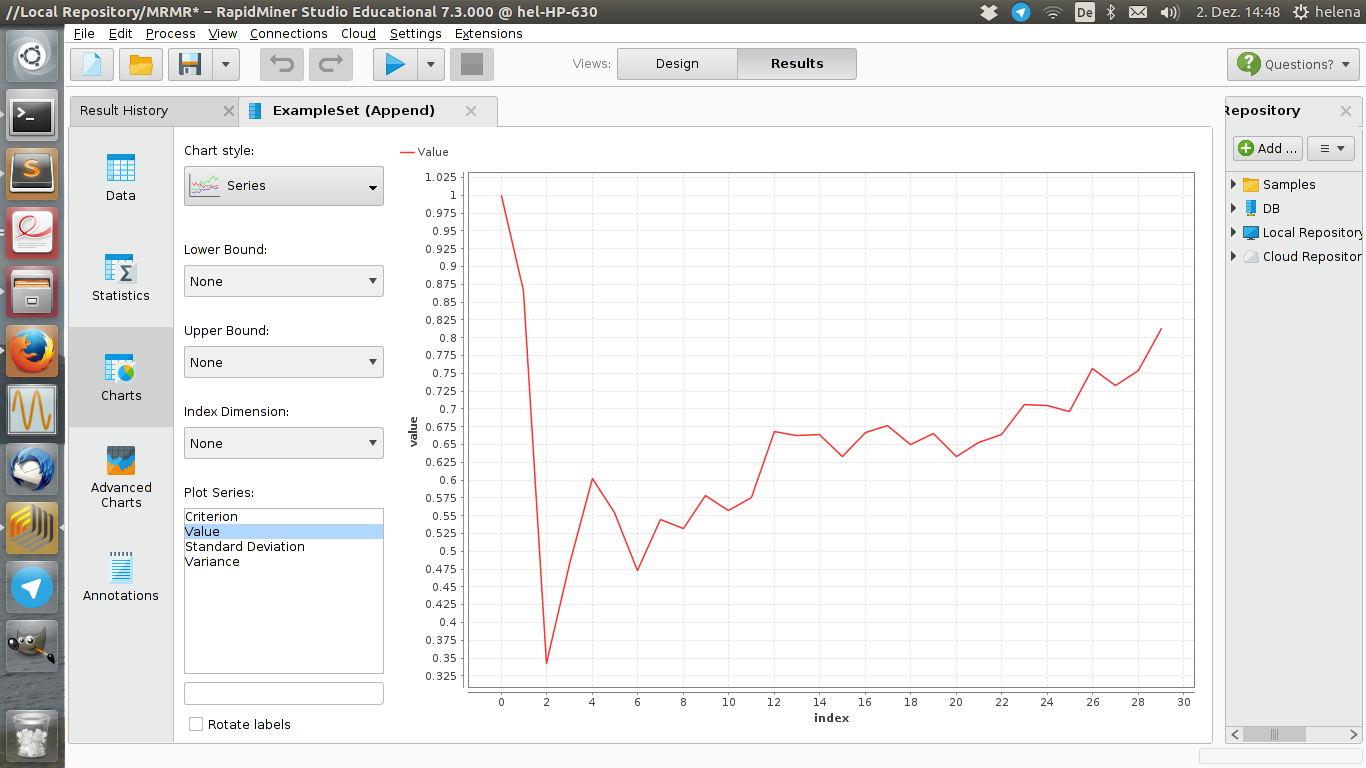 //Local Repository/MRMR* – RapidMiner Studio Educational 7.3.000 @ hel-HP-630
De
2. Dez. 14:48
helena
File Edit Process View Connections Cloud Settings Extensions
Views: Design Results
Questions?
Result History
ExampleSet (Append)
Repository
Data
Statistics
Charts
Advanced
Charts
Annotations
Chart style:
Series
Lower Bound:
None
Upper Bound:
None
Index Dimension:
None
Plot Series:
Criterion
Value
Standard Deviation
Variance
Rotate labels
Value
value
1.025
1
0.975
0.95
0.925
0.9
0.875
0.85
0.825
0.8
0.775
0.75
0.725
0.7
0.675
0.65
0.625
0.6
0.575
0.55
0.525
0.5
0.475
0.45
0.425
0.4
0.375
0.35
0.325
0 2 4 6 8 10 12 14 16 18 20 22 24 26 28 30
index
Add ...
Samples
DB
Local Repository
Cloud Repositor